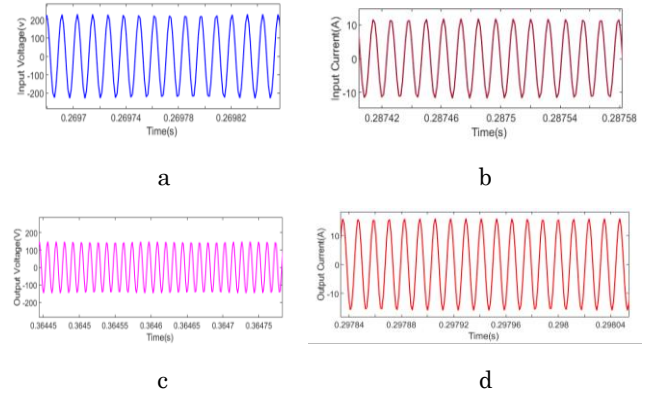 Input Voltage(v)
200
100
0
-100
-200
0.2697 0.26974 0.26978 0.26982
Time(s)
a
Input Current(A)
10
0
-10
0.28742 0.28746 0.2875 0.28754 0.28758
Time(s)
b
Output Voltage(v)
200
100
0
-100
-200
0.36445 0.3645 0.36455 0.3646 0.36465 0.3647 0.36475
Time(s)
c
Output Current(A)
10
0
-10
0.29784 0.29788 0.29792 0.29796 0.298 0.29804
Time(s)
d